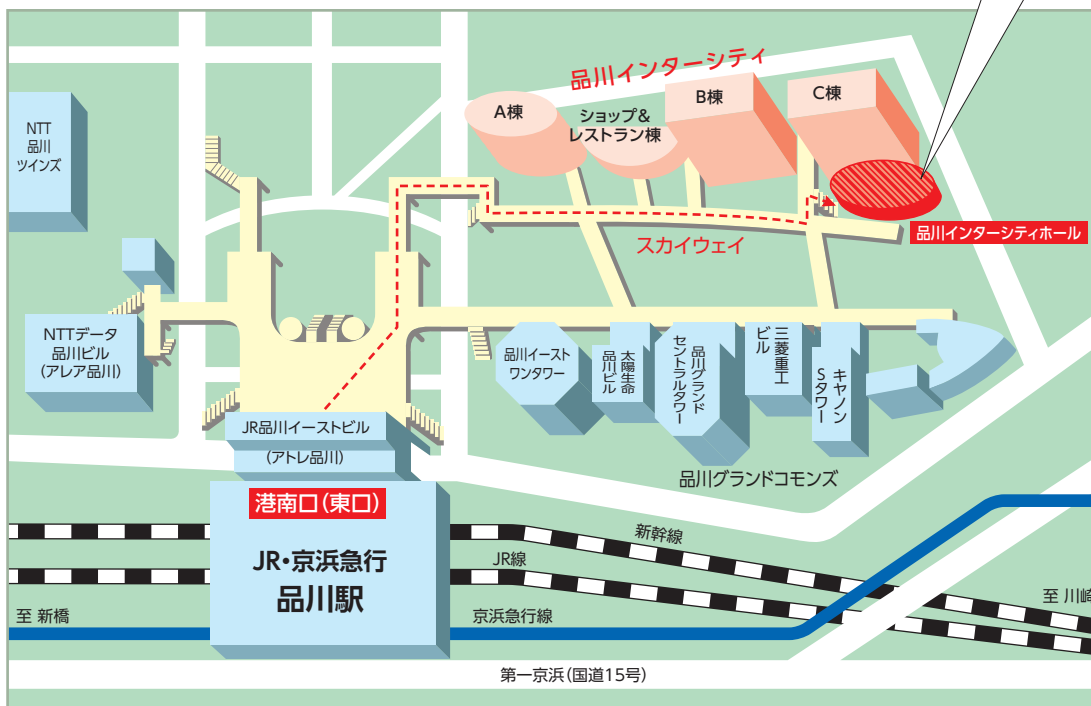 品川インターシティ
A棟
ショップ&
レストラン棟
B棟
C棟
NTT
品川
ツインズ
スカイウェイ
品川インターシティホール
NTTデータ
品川ビル
(アレア品川)
品川イースト
ワンタワー
太陽生命
品川ビル
品川グランド
セントラルタワー
三菱重工
ビル
キヤノン
Sタワー
JR品川イーストビル
(アトレ品川)
品川グランドコモンズ
港南口(東口)
JR・京浜急行
品川駅
新幹線
JR線
京浜急行線
至 新橋
至 川崎
第一京浜(国道15号)